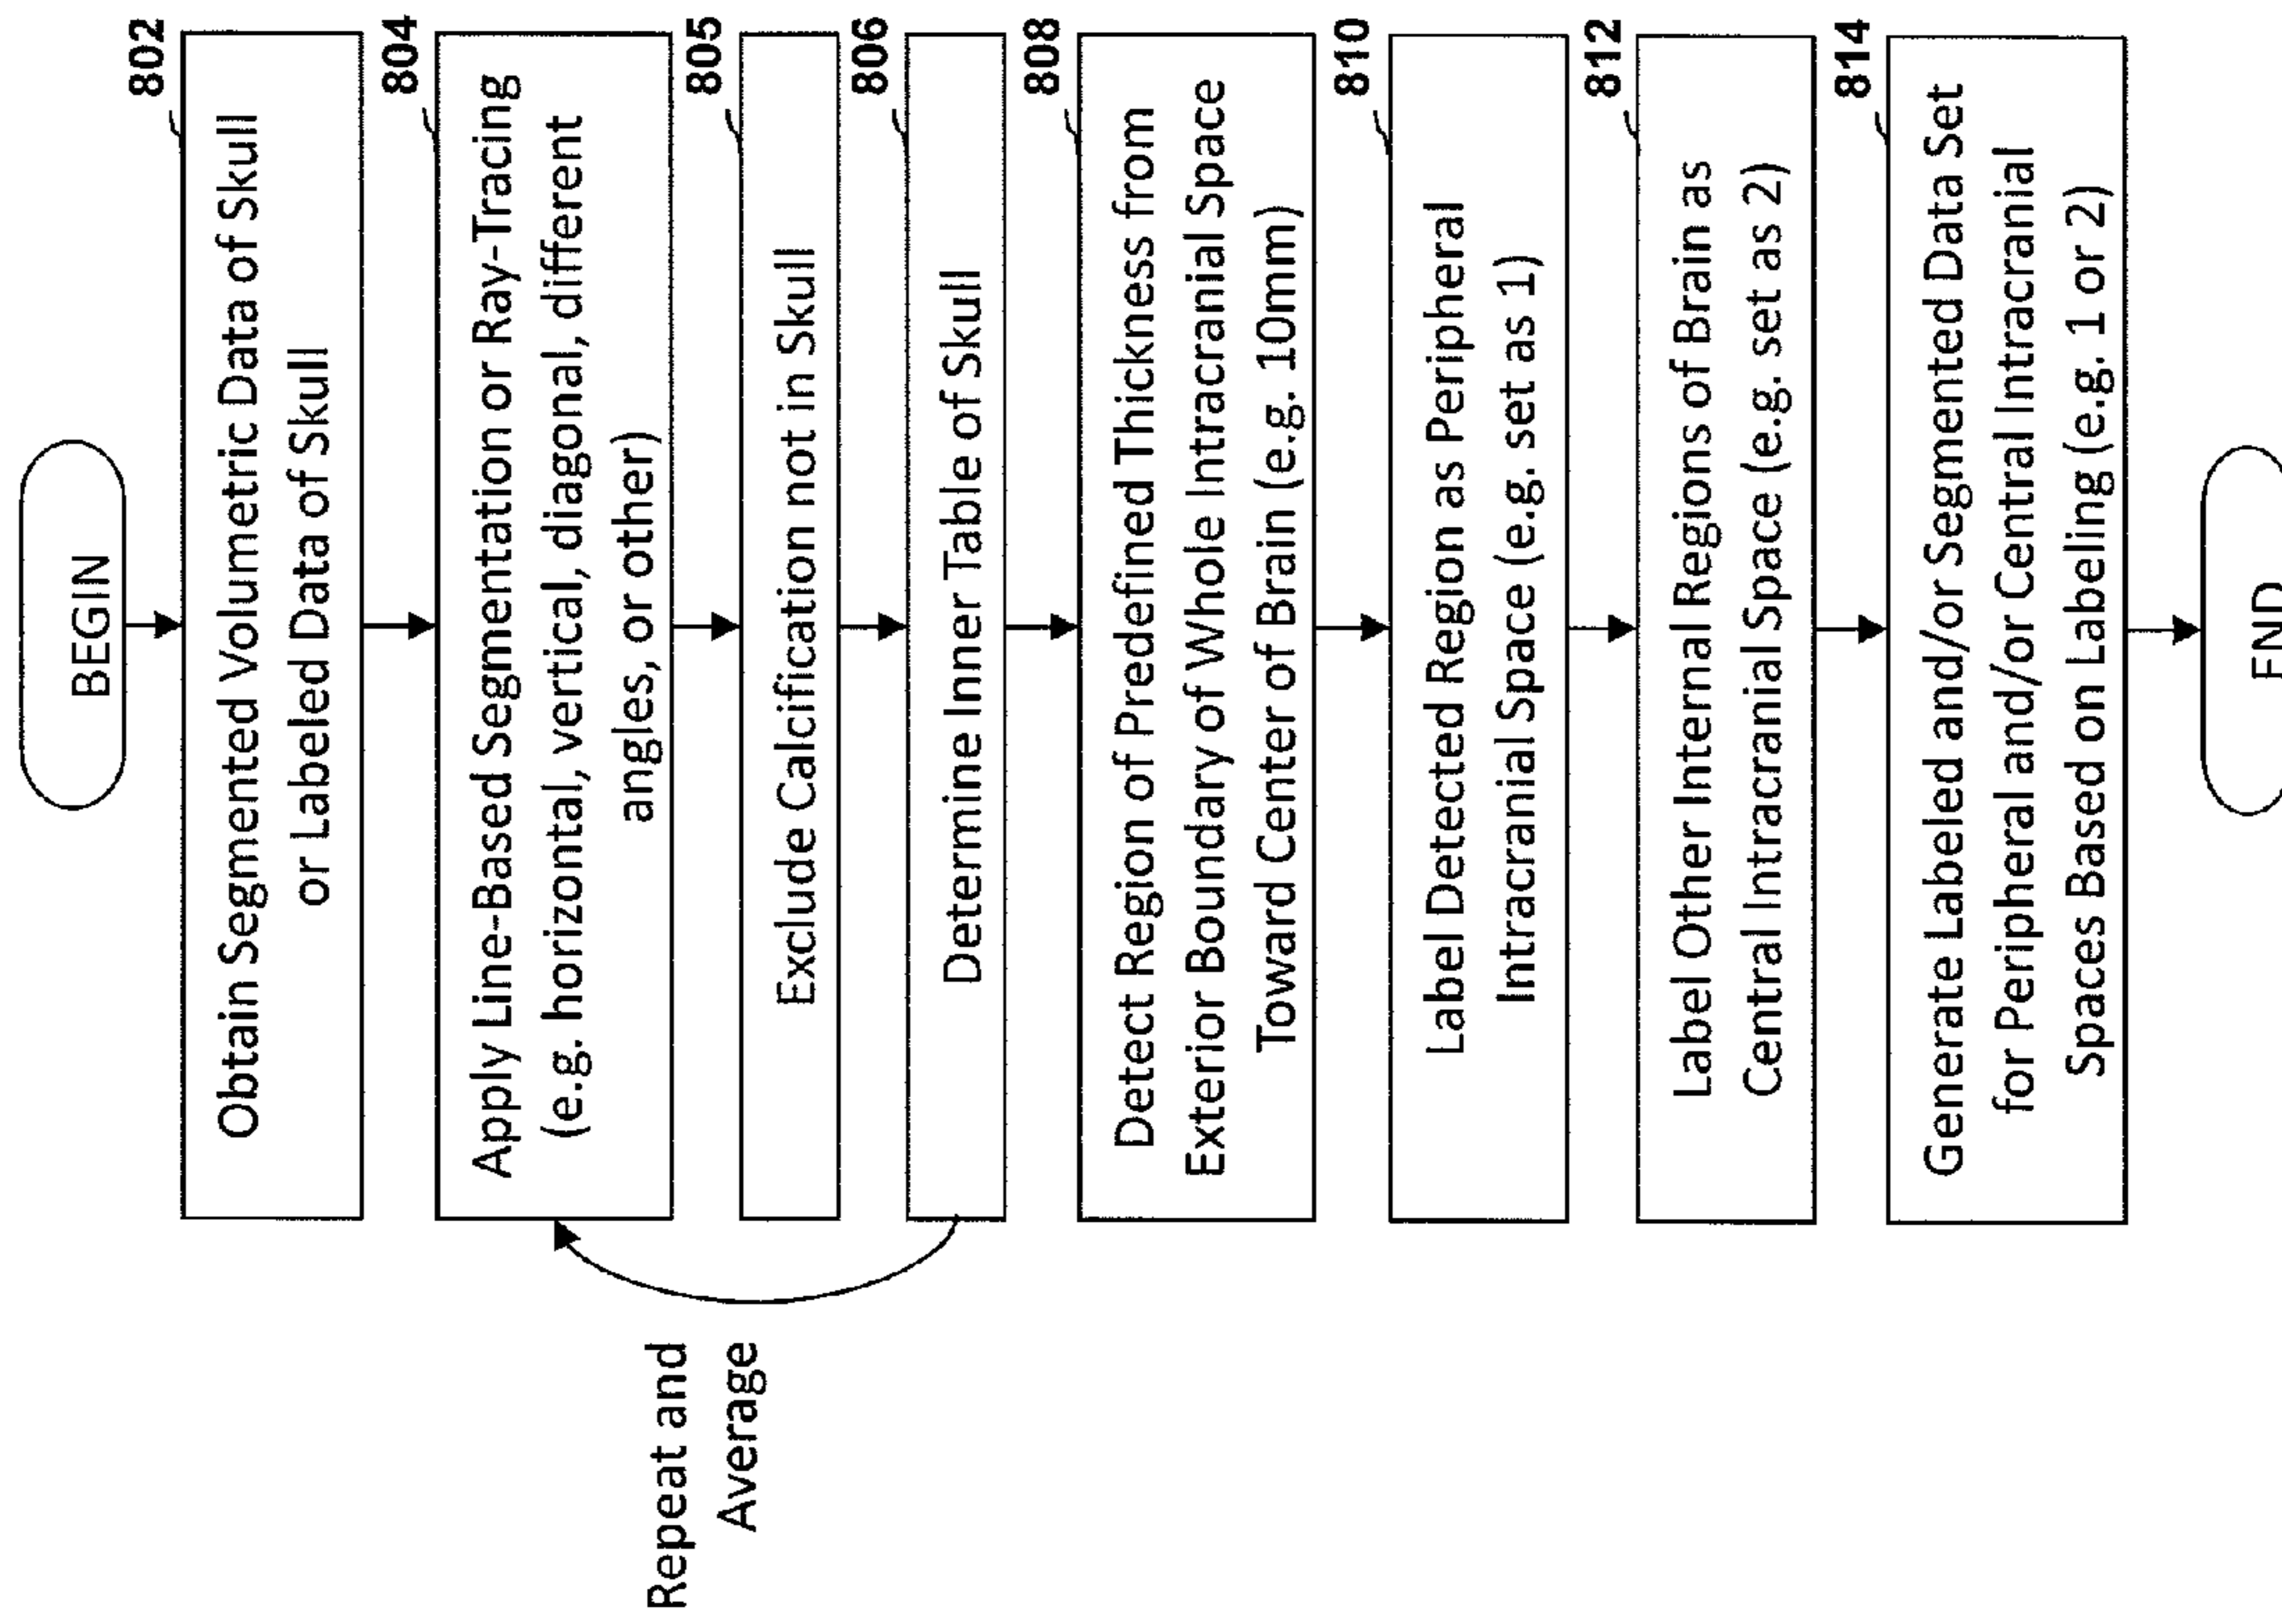 BEGIN
802
Obtain Segmented Volumetric Data of Skull
or Labeled Data of Skull
804
Apply Line-Based Segmentation or Ray-Tracing
(e.g. horizontal, vertical, diagonal, different
angles, or other)
805
Exclude Calcification not in Skull
806
Determine Inner Table of Skull
Repeat and
Average
808
Detect Region of Predefined Thickness from
Exterior Boundary of Whole Intracranial Space
Toward Center of Brain (e.g. 10mm)
810
Label Detected Region as Peripheral
Intracranial Space (e.g. set as 1)
812
Label Other Internal Regions of Brain as
Central Intracranial Space (e.g. set as 2)
814
Generate Labeled and/or Segmented Data Set
for Peripheral and/or Central Intracranial
Spaces Based on Labeling (e.g. 1 or 2)
END